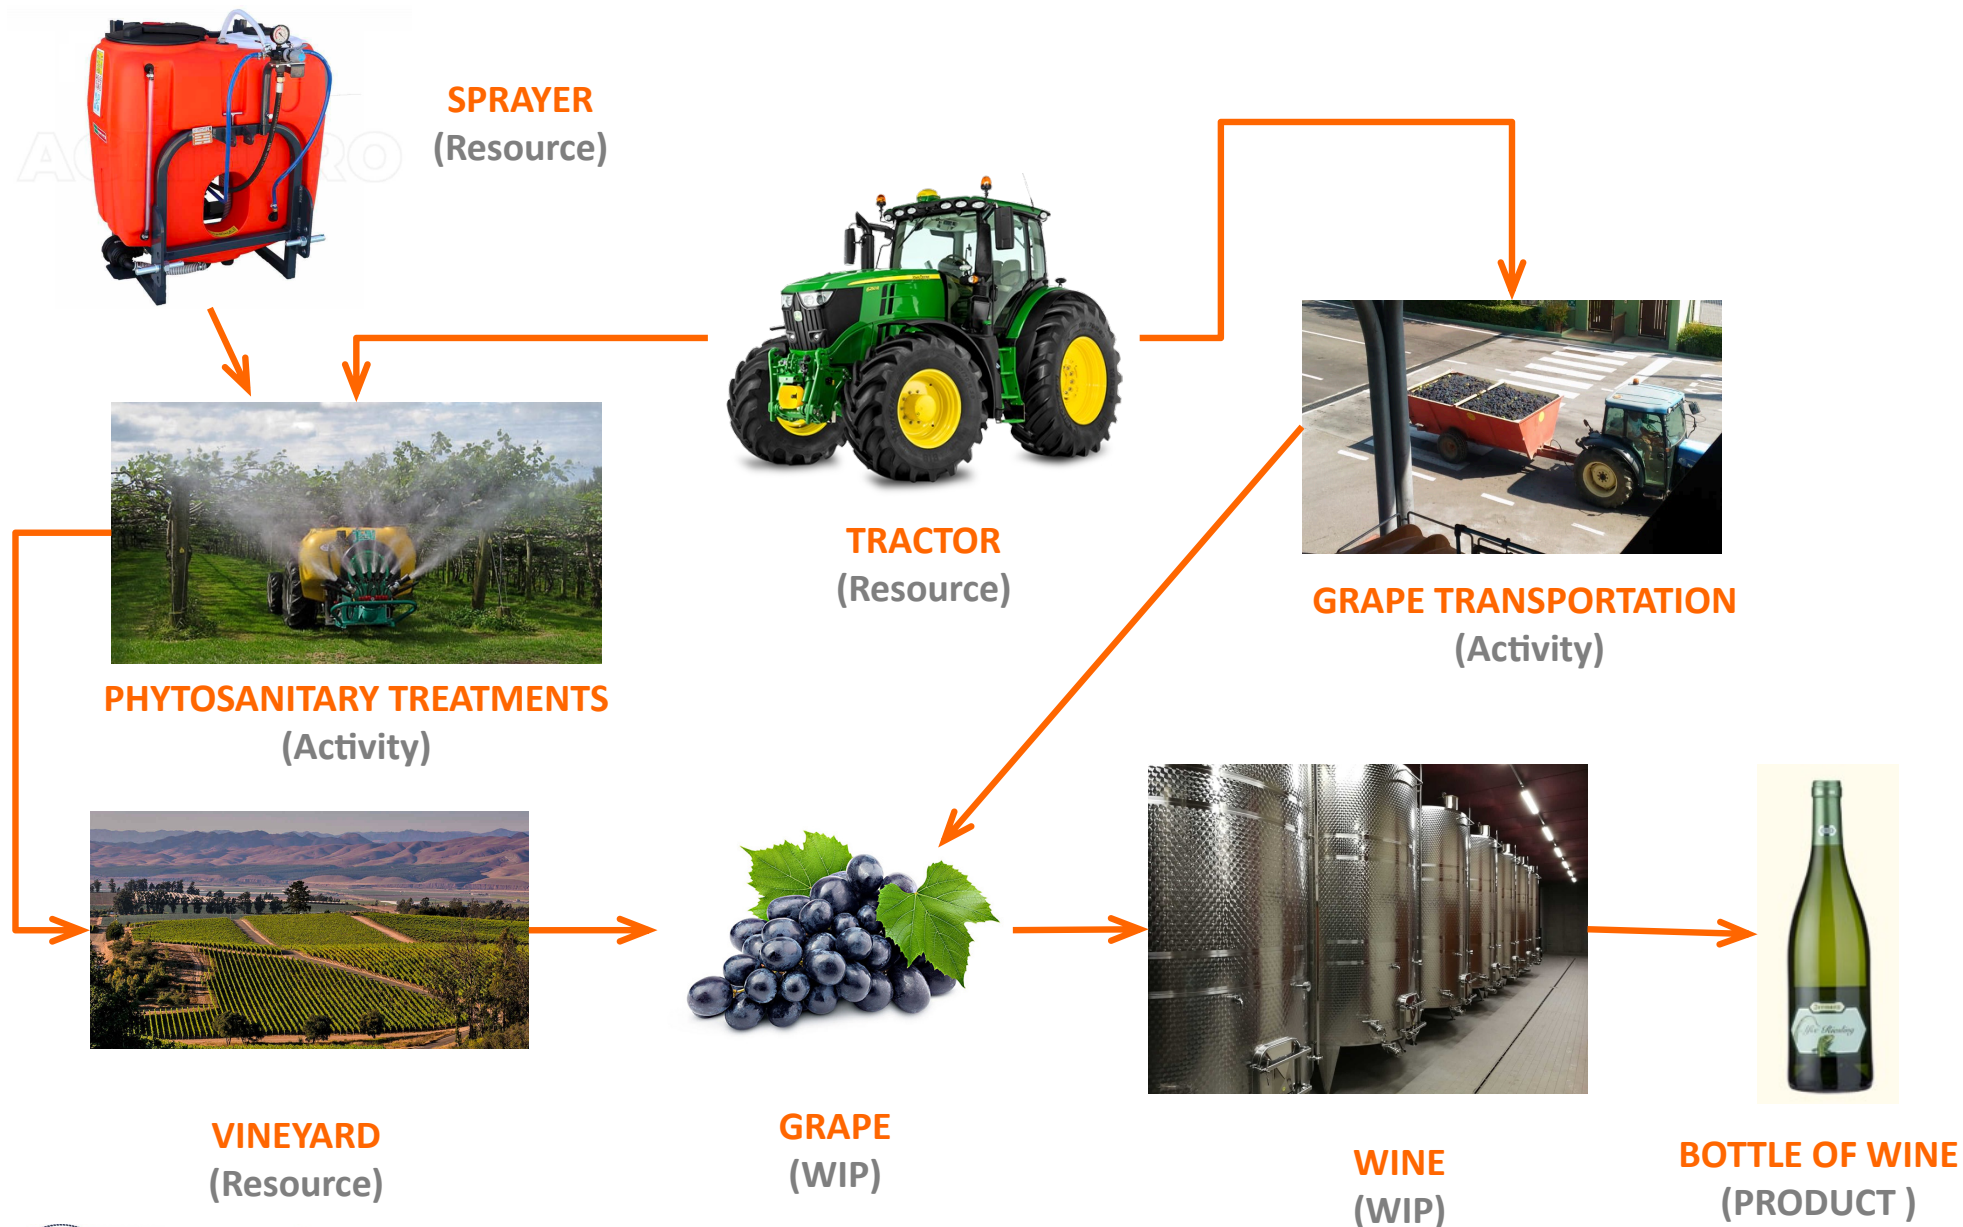 SPRAYER
(Resource)
TRACTOR
(Resource)
GRAPE TRANSPORTATION
(Activity)
PHYTOSANITARY TREATMENTS
(Activity)
VINEYARD
(Resource)
GRAPE
(WIP)
WINE
(WIP)
BOTTLE OF WINE
(PRODUCT )